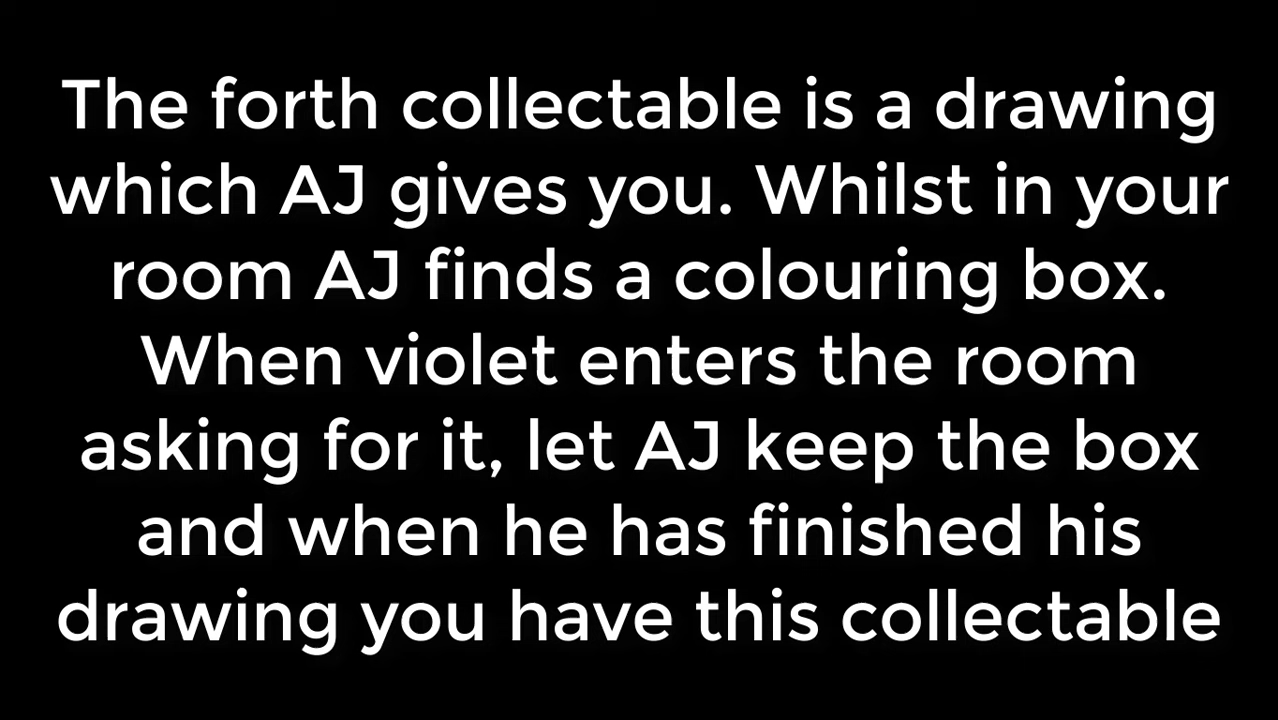 The forth collectable is a drawing
which AJ gives you. Whilst in your
room AJ finds a colouring box.
When violet enters the room
asking for it, let AJ keep the box
and when he has finished his
drawing you have this collectable